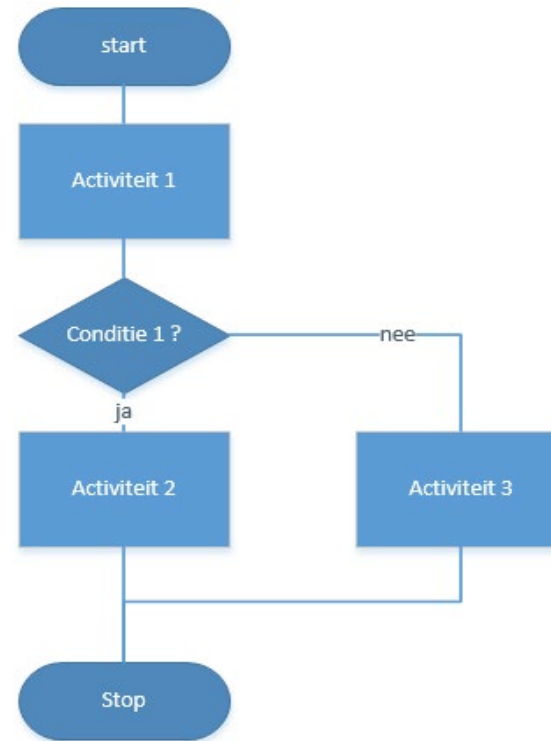 start
Activiteit 1
Conditie 1 ?
nee
ja
Activiteit 2
Activiteit 3
Stop